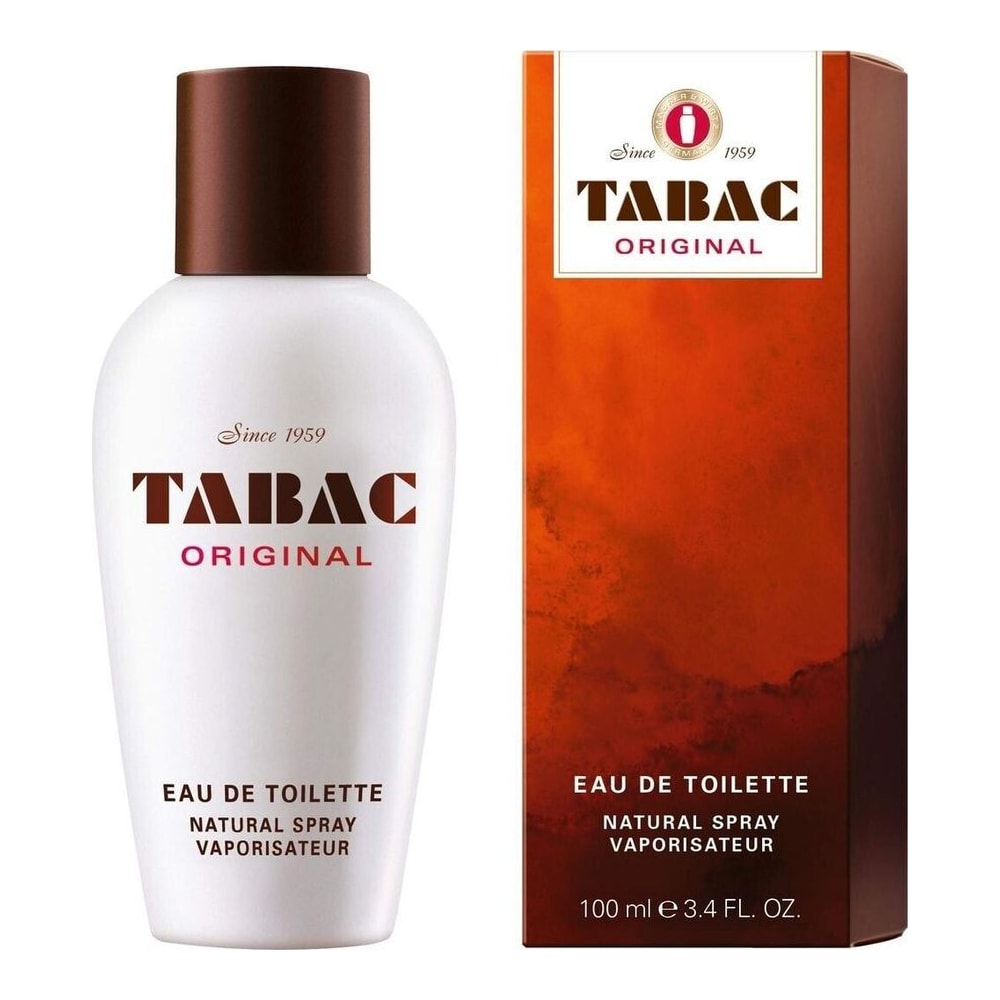 Since 1959
TABAC
ORIGINAL
EAU DE TOILETTE
NATURAL SPRAY
VAPORISATEUR
Since 1959
TABAC
ORIGINAL
EAU DE TOILETTE
NATURAL SPRAY
VAPORISATEUR
100 ml e 3.4 FL. OZ.